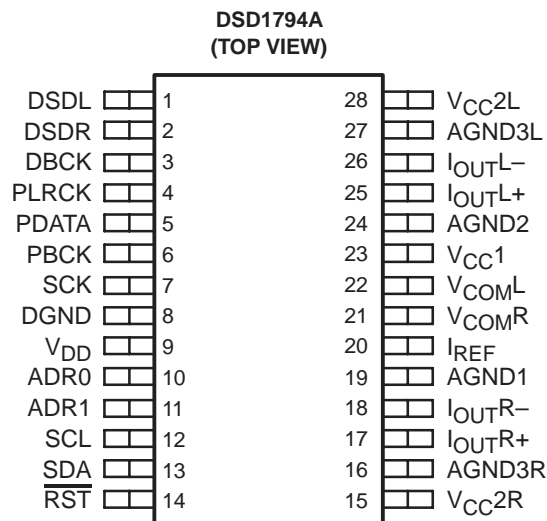 DSD1794A
(TOP VIEW)
DSDL 1 28 VCC2L
DSDR 2 27 AGND3L
DBCK 3 26 IOUTL–
PLRCK 4 25 IOUTL+
PDATA 5 24 AGND2
PBCK 6 23 VCC1
SCK 7 22 VCOML
DGND 8 21 VCOMR
VDD 9 20 IREF
ADR0 10 19 AGND1
ADR1 11 18 IOUTR–
SCL 12 17 IOUTR+
SDA 13 16 AGND3R
RST 14 15 VCC2R